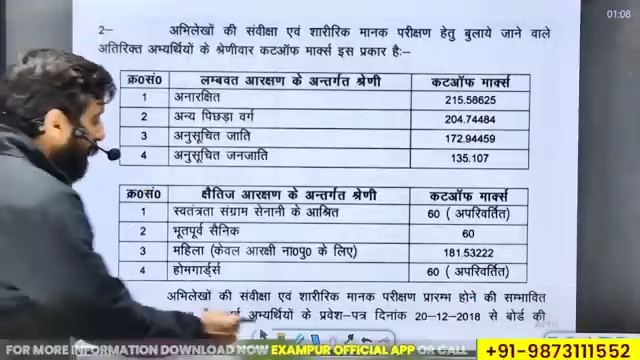 01:08
2– अभिलेखों की संवीक्षा एवं शारीरिक मानक परीक्षण हेतु बुलाये जाने वाले
अतिरिक्त अभ्यर्थियों के श्रेणीवार कटऑफ मार्क्स इस प्रकार हैः–
क्र0सं0 लम्बवत आरक्षण के अन्तर्गत श्रेणी कटऑफ मार्क्स
1 अनारक्षित 215.58625
2 अन्य पिछड़ा वर्ग 204.74484
3 अनुसूचित जाति 172.94459
4 अनुसूचित जनजाति 135.107
क्र0सं0 क्षैतिज आरक्षण के अन्तर्गत श्रेणी कटऑफ मार्क्स
1 स्वतंत्रता संग्राम सेनानी के आश्रित 60 ( अपरिवर्तित)
2 भूतपूर्व सैनिक 60
3 महिला (केवल आरक्षी ना0पु0 के लिए) 181.53222
4 होमगार्ड्स 60 ( अपरिवर्तित)
अभिलेखों की संवीक्षा एवं शारीरिक मानक परीक्षण प्रारम्भ होने की सम्भावित
अभ्यर्थियों के प्रवेश-पत्र दिनांक 20-12-2018 से बोर्ड की
FOR MORE INFORMATION DOWNLOAD NOW EXAMPUR OFFICIAL APP OR CALL +91-9873111552